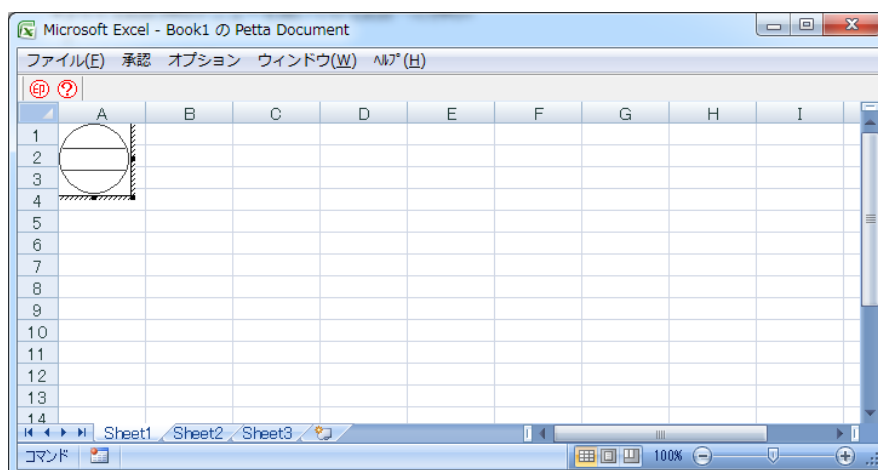 Microsoft Excel - Book1 の Petta Document
ファイル(F) 承認 オプション ウィンドウ(W) ﾍﾙﾌﾟ(H)
印 ?
A B C D E F G H I
1
2
3
4
5
6
7
8
9
10
11
12
13
14
Sheet1 Sheet2 Sheet3
コマンド 100%